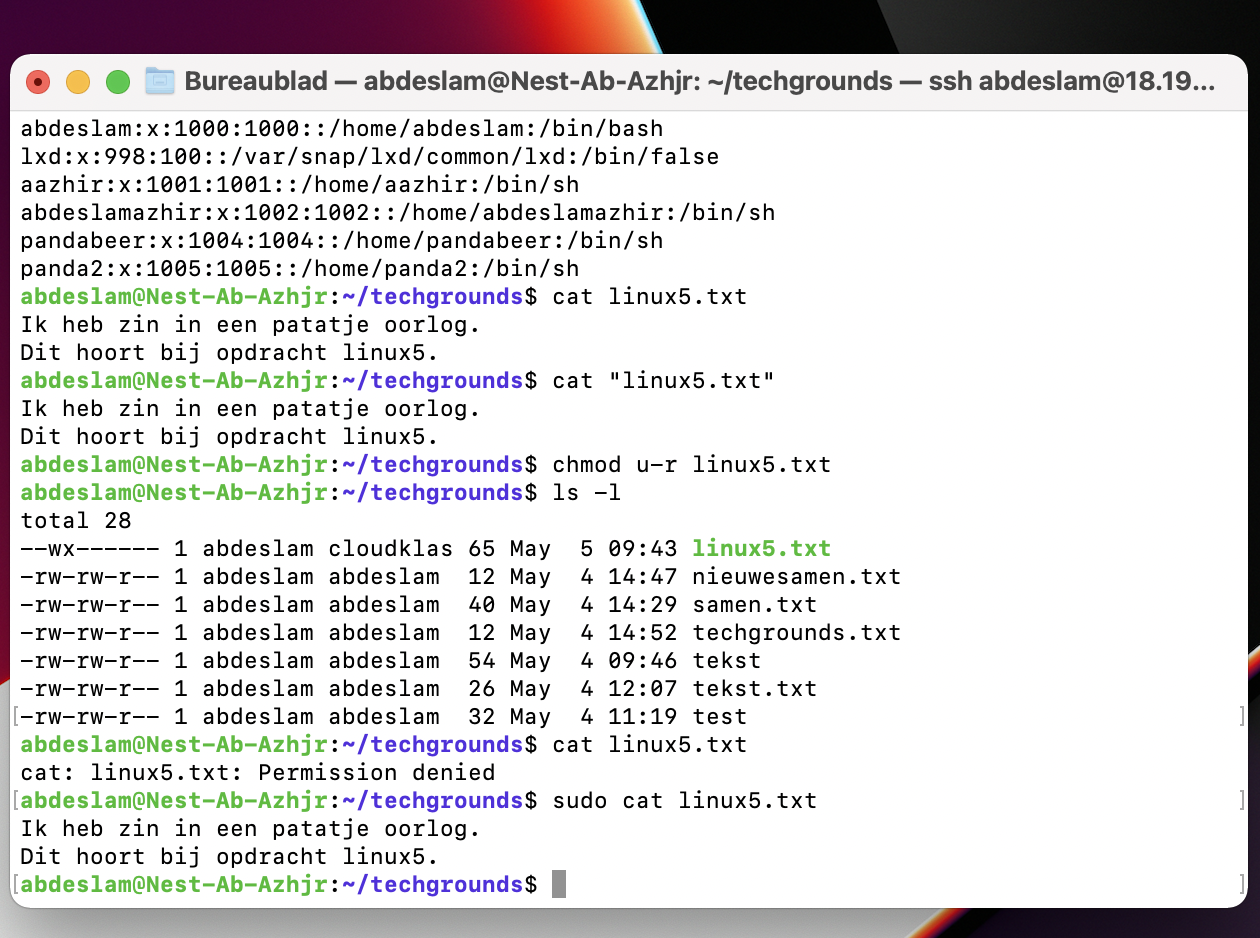 Bureaublad — abdeslam@Nest-Ab-Azhjr: ~/techgrounds — ssh abdeslam@18.19...
abdeslam:x:1000:1000::/home/abdeslam:/bin/bash
lxd:x:998:100::/var/snap/lxd/common/lxd:/bin/false
aazhir:x:1001:1001::/home/aazhir:/bin/sh
abdeslamazhir:x:1002:1002::/home/abdeslamazhir:/bin/sh
pandabeer:x:1004:1004::/home/pandabeer:/bin/sh
panda2:x:1005:1005::/home/panda2:/bin/sh
abdeslam@Nest-Ab-Azhjr:~/techgrounds$ cat linux5.txt
Ik heb zin in een patatje oorlog.
Dit hoort bij opdracht linux5.
abdeslam@Nest-Ab-Azhjr:~/techgrounds$ cat "linux5.txt"
Ik heb zin in een patatje oorlog.
Dit hoort bij opdracht linux5.
abdeslam@Nest-Ab-Azhjr:~/techgrounds$ chmod u-r linux5.txt
abdeslam@Nest-Ab-Azhjr:~/techgrounds$ ls -l
total 28
--wx------ 1 abdeslam cloudklas 65 May  5 09:43 linux5.txt
-rw-rw-r-- 1 abdeslam abdeslam  12 May  4 14:47 nieuwesamen.txt
-rw-rw-r-- 1 abdeslam abdeslam  40 May  4 14:29 samen.txt
-rw-rw-r-- 1 abdeslam abdeslam  12 May  4 14:52 techgrounds.txt
-rw-rw-r-- 1 abdeslam abdeslam  54 May  4 09:46 tekst
-rw-rw-r-- 1 abdeslam abdeslam  26 May  4 12:07 tekst.txt
[-rw-rw-r-- 1 abdeslam abdeslam  32 May  4 11:19 test ]
abdeslam@Nest-Ab-Azhjr:~/techgrounds$ cat linux5.txt
cat: linux5.txt: Permission denied
[abdeslam@Nest-Ab-Azhjr:~/techgrounds$ sudo cat linux5.txt ]
Ik heb zin in een patatje oorlog.
Dit hoort bij opdracht linux5.
[abdeslam@Nest-Ab-Azhjr:~/techgrounds$ ]